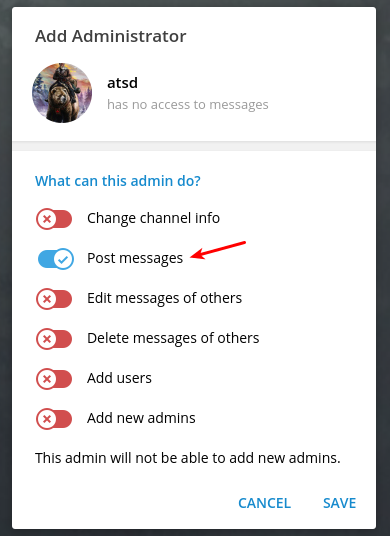 Add Administrator
atsd
has no access to messages
What can this admin do?
Change channel info
Post messages
Edit messages of others
Delete messages of others
Add users
Add new admins
This admin will not be able to add new admins.
CANCEL SAVE